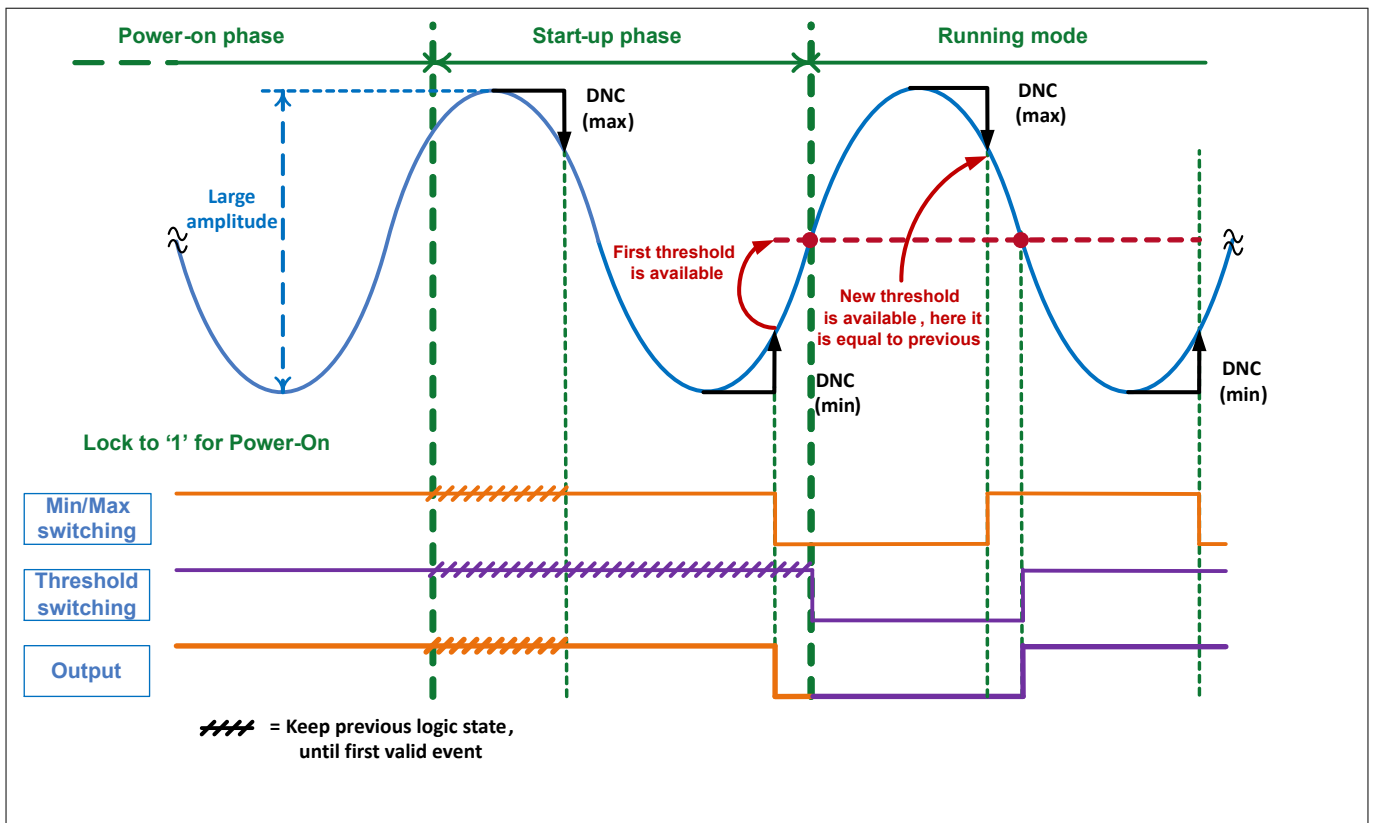 Power-on phase
Start-up phase
Running mode
DNC
(max)
DNC
(max)
Large
amplitude
First threshold
is available
New threshold
is available , here it
is equal to previous
DNC
(min)
DNC
(min)
Lock to ‘1’ for Power-On
Min/Max
switching
Threshold
switching
Output
= Keep previous logic state ,
until first valid event